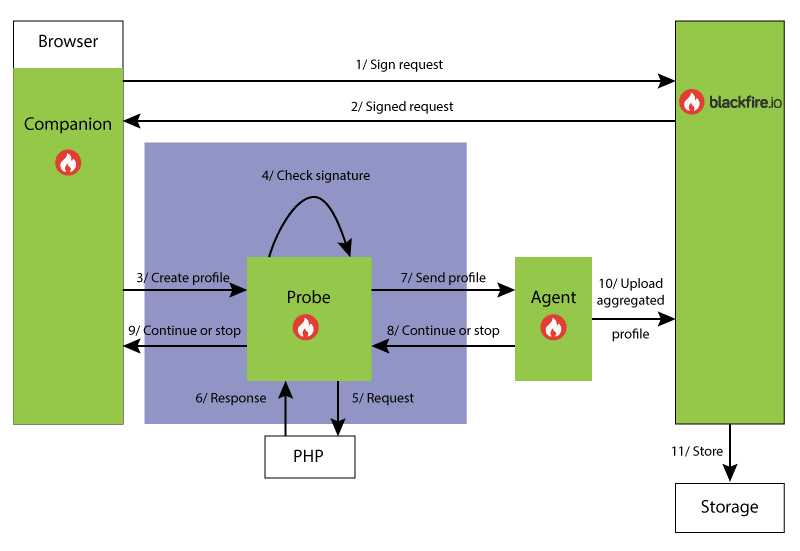 Browser
1/ Sign request
Companion
blackfire.io
2/ Signed request
4/ Check signature
3/ Create profile
7/ Send profile
10/ Upload
aggregated
profile
Probe
Agent
9/ Continue or stop
8/ Continue or stop
6/ Response
5/ Request
PHP
11/ Store
Storage